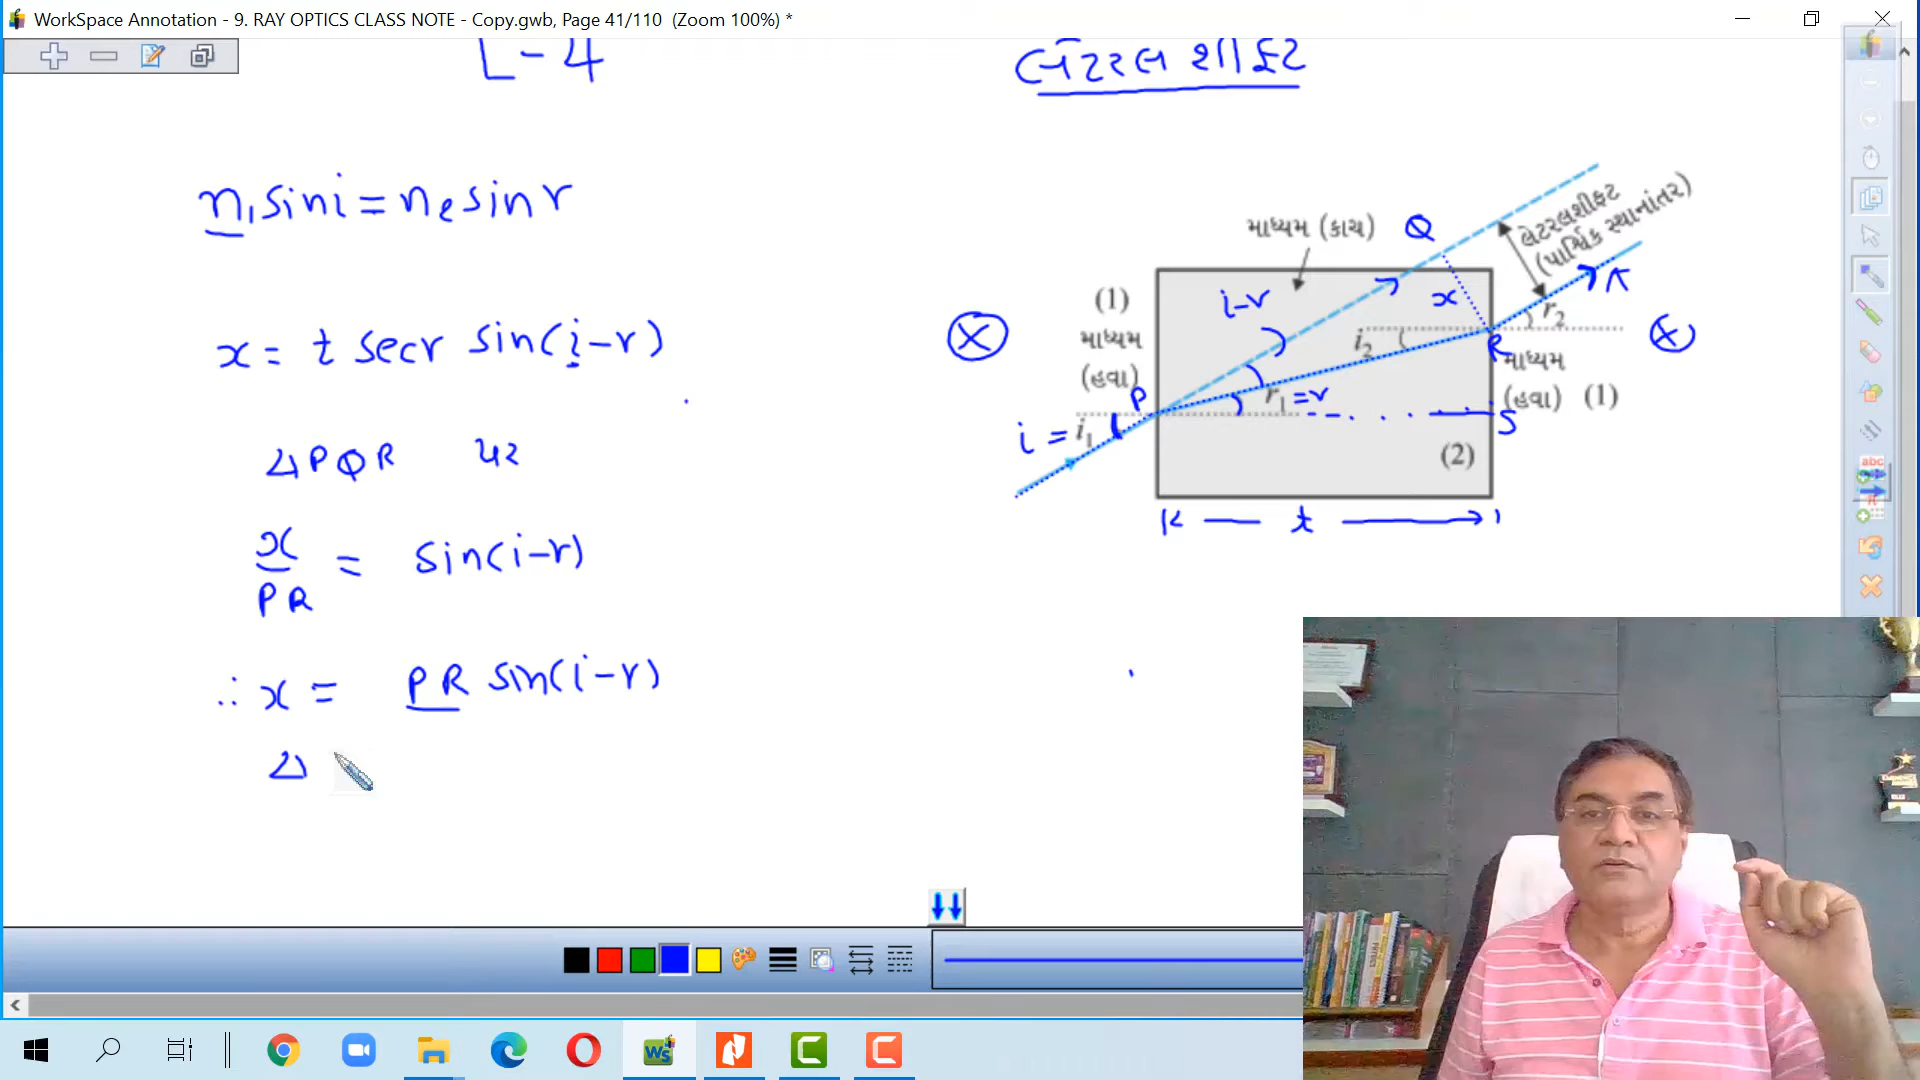 WorkSpace Annotation - 9. RAY OPTICS CLASS NOTE - Copy.gwb, Page 41/110 (Zoom 100%) *
L - 4
લેટરલ શીફ્ટ
n₁ sin i = n₂ sin r
x = t sec r sin(i-r)
△PQR પર
x/PR = sin(i-r)
∴ x = PR sin(i-r)
△
માધ્યમ (કાચ)
Q
લેટરલશીફ્ટ
(પાર્શ્વિક સ્થાનાંતર)
(1)
માધ્યમ
(હવા)
i-r
x
i₂
r₂
R
માધ્યમ
(હવા) (1)
P
r₁ = r
S
i = i₁
(2)
t
abc